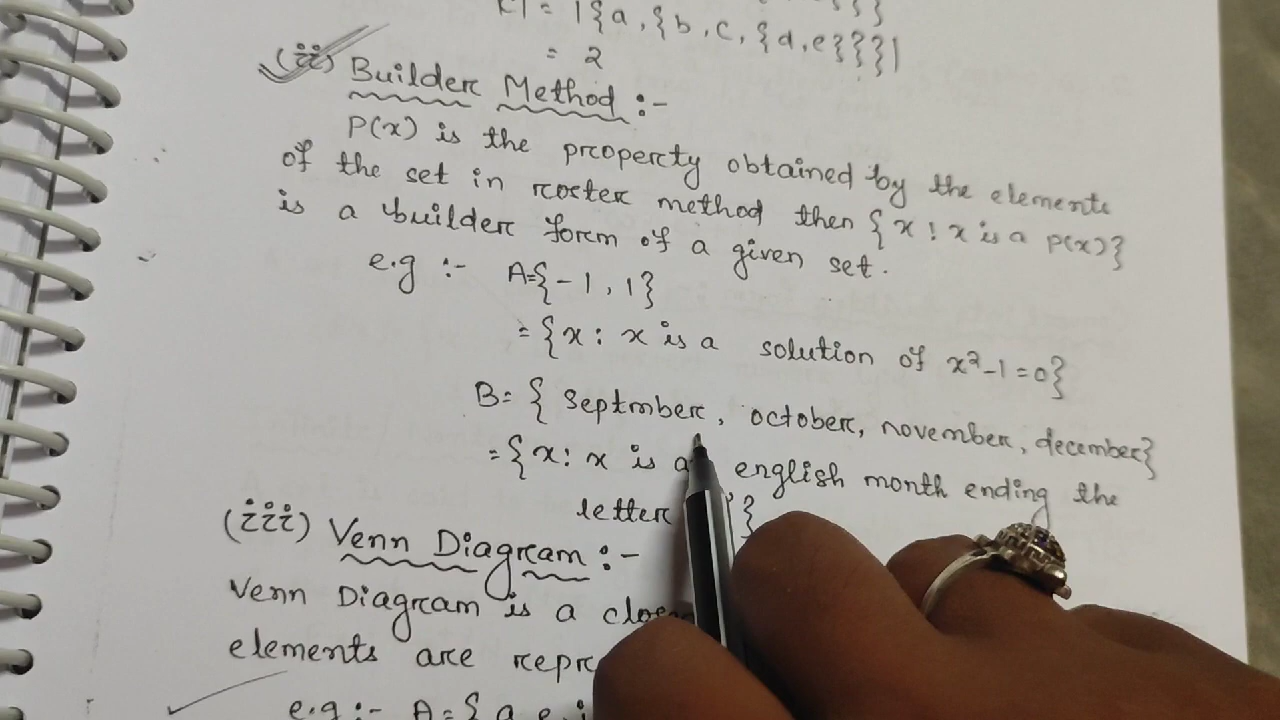 = |{a, {b, c, {d, e}}}|
= 2
(ii) Builder Method :-
P(x) is the property obtained by the elements
of the set in roster method then {x : x is a P(x)}
is a builder form of a given set.
e.g :- A={-1, 1}
= {x : x is a solution of x²-1=0}
B= { Septmber, october, november, december}
= {x : x is a english month ending the
letter '}
(iii) Venn Diagram :-
Venn Diagram is a
elements are
e.g :- A={ a, e, i